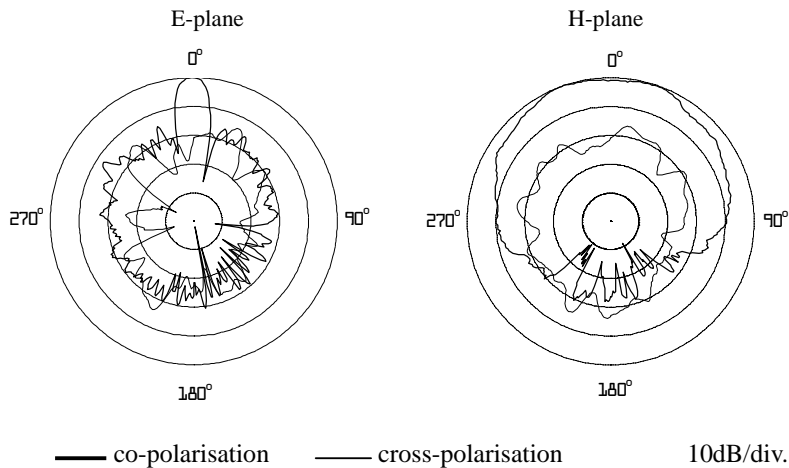 E-plane
H-plane
0°
0°
270°
90°
270°
90°
180°
180°
co-polarisation
cross-polarisation
10dB/div.